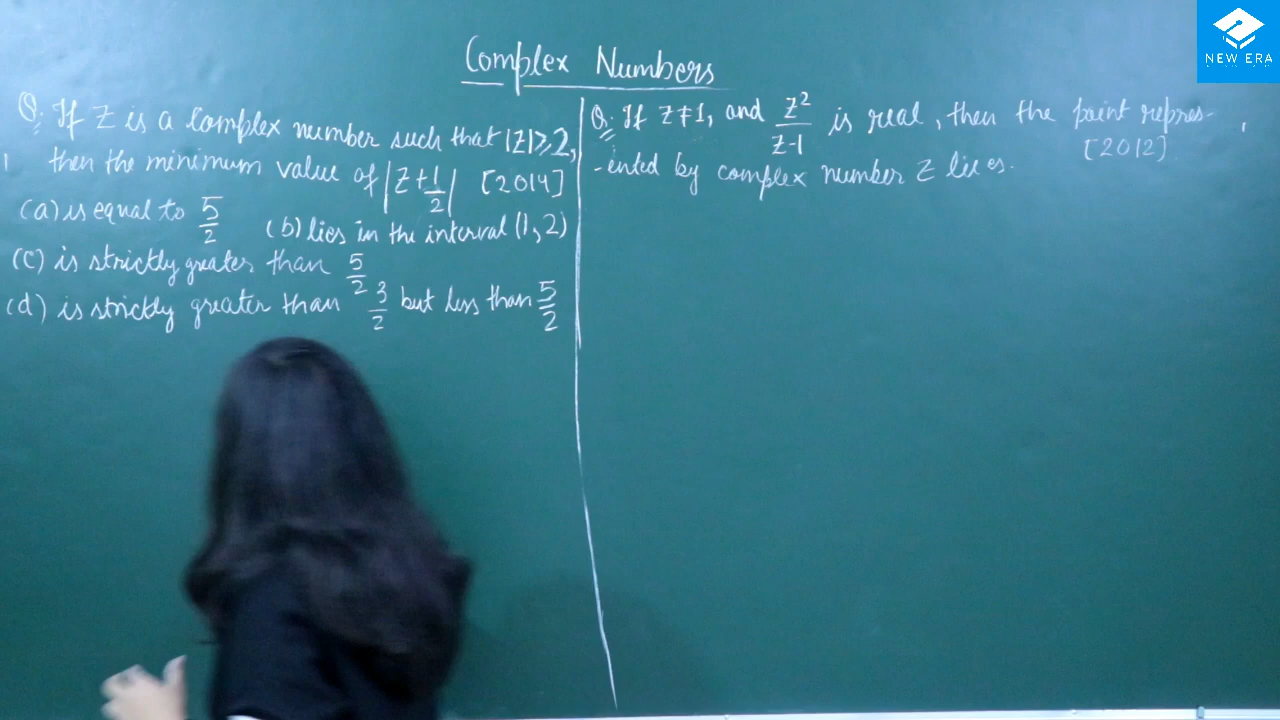 NEW ERA
Complex Numbers
Q: If Z is a Complex number such that |Z| ≥ 2,
then the minimum value of |Z + 1/2| [2014]
(a) is equal to 5/2 (b) lies in the interval (1, 2)
(c) is strictly greater than 5/2
(d) is strictly greater than 3/2 but less than 5/2
Q: If Z ≠ 1, and Z²/Z-1 is real, then the point repres-
-ented by complex number Z lies. [2012]